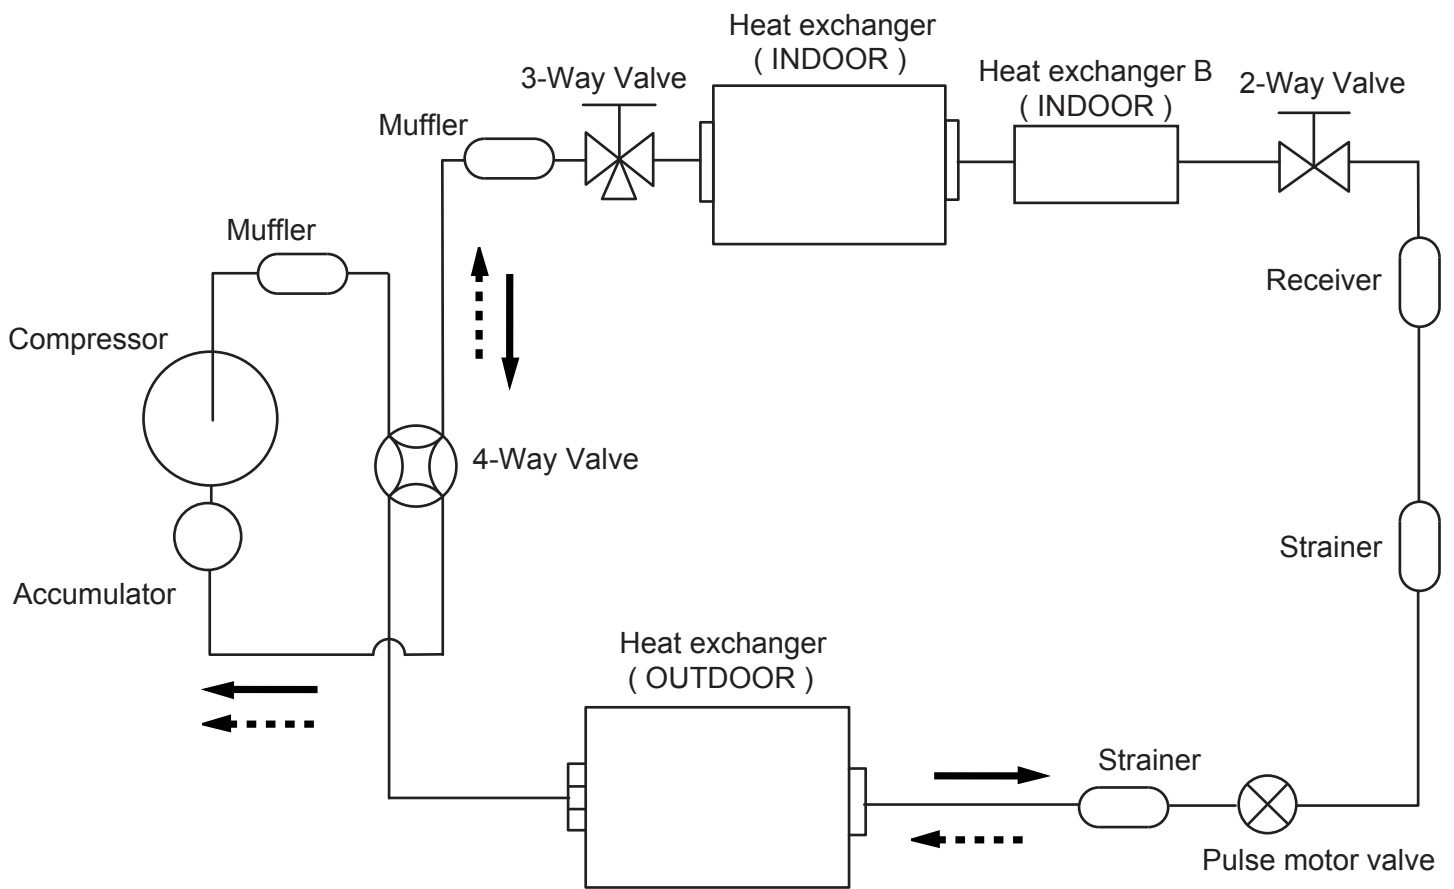 Heat exchanger
( INDOOR )
3-Way Valve
Heat exchanger B
( INDOOR )
2-Way Valve
Muffler
Muffler
Receiver
Compressor
4-Way Valve
Strainer
Accumulator
Heat exchanger
( OUTDOOR )
Strainer
Pulse motor valve